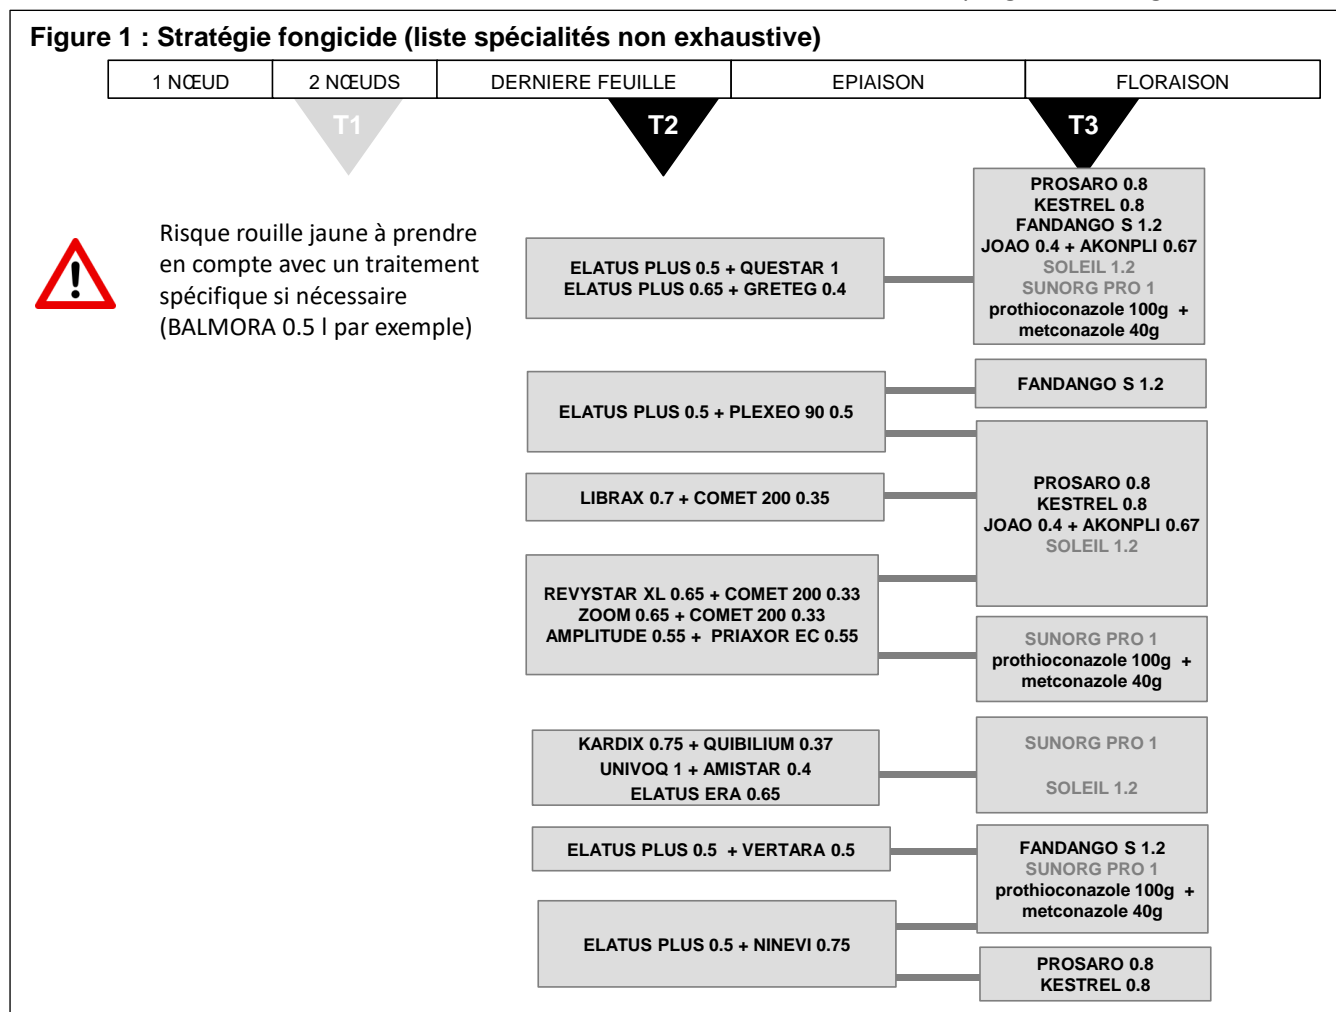 Figure 1 : Stratégie fongicide (liste spécialités non exhaustive)
1 NŒUD
2 NŒUDS
DERNIERE FEUILLE
EPIAISON
FLORAISON
T1
T2
T3
Risque rouille jaune à prendre
en compte avec un traitement
spécifique si nécessaire
(BALMORA 0.5 l par exemple)
ELATUS PLUS 0.5 + QUESTAR 1
ELATUS PLUS 0.65 + GRETEG 0.4
PROSARO 0.8
KESTREL 0.8
FANDANGO S 1.2
JOAO 0.4 + AKONPLI 0.67
SOLEIL 1.2
SUNORG PRO 1
prothioconazole 100g +
metconazole 40g
ELATUS PLUS 0.5 + PLEXEO 90 0.5
FANDANGO S 1.2
LIBRAX 0.7 + COMET 200 0.35
PROSARO 0.8
KESTREL 0.8
JOAO 0.4 + AKONPLI 0.67
SOLEIL 1.2
REVYSTAR XL 0.65 + COMET 200 0.33
ZOOM 0.65 + COMET 200 0.33
AMPLITUDE 0.55 + PRIAXOR EC 0.55
SUNORG PRO 1
prothioconazole 100g +
metconazole 40g
KARDIX 0.75 + QUIBILIUM 0.37
UNIVOQ 1 + AMISTAR 0.4
ELATUS ERA 0.65
SUNORG PRO 1
SOLEIL 1.2
ELATUS PLUS 0.5 + VERTARA 0.5
FANDANGO S 1.2
SUNORG PRO 1
prothioconazole 100g +
metconazole 40g
ELATUS PLUS 0.5 + NINEVI 0.75
PROSARO 0.8
KESTREL 0.8